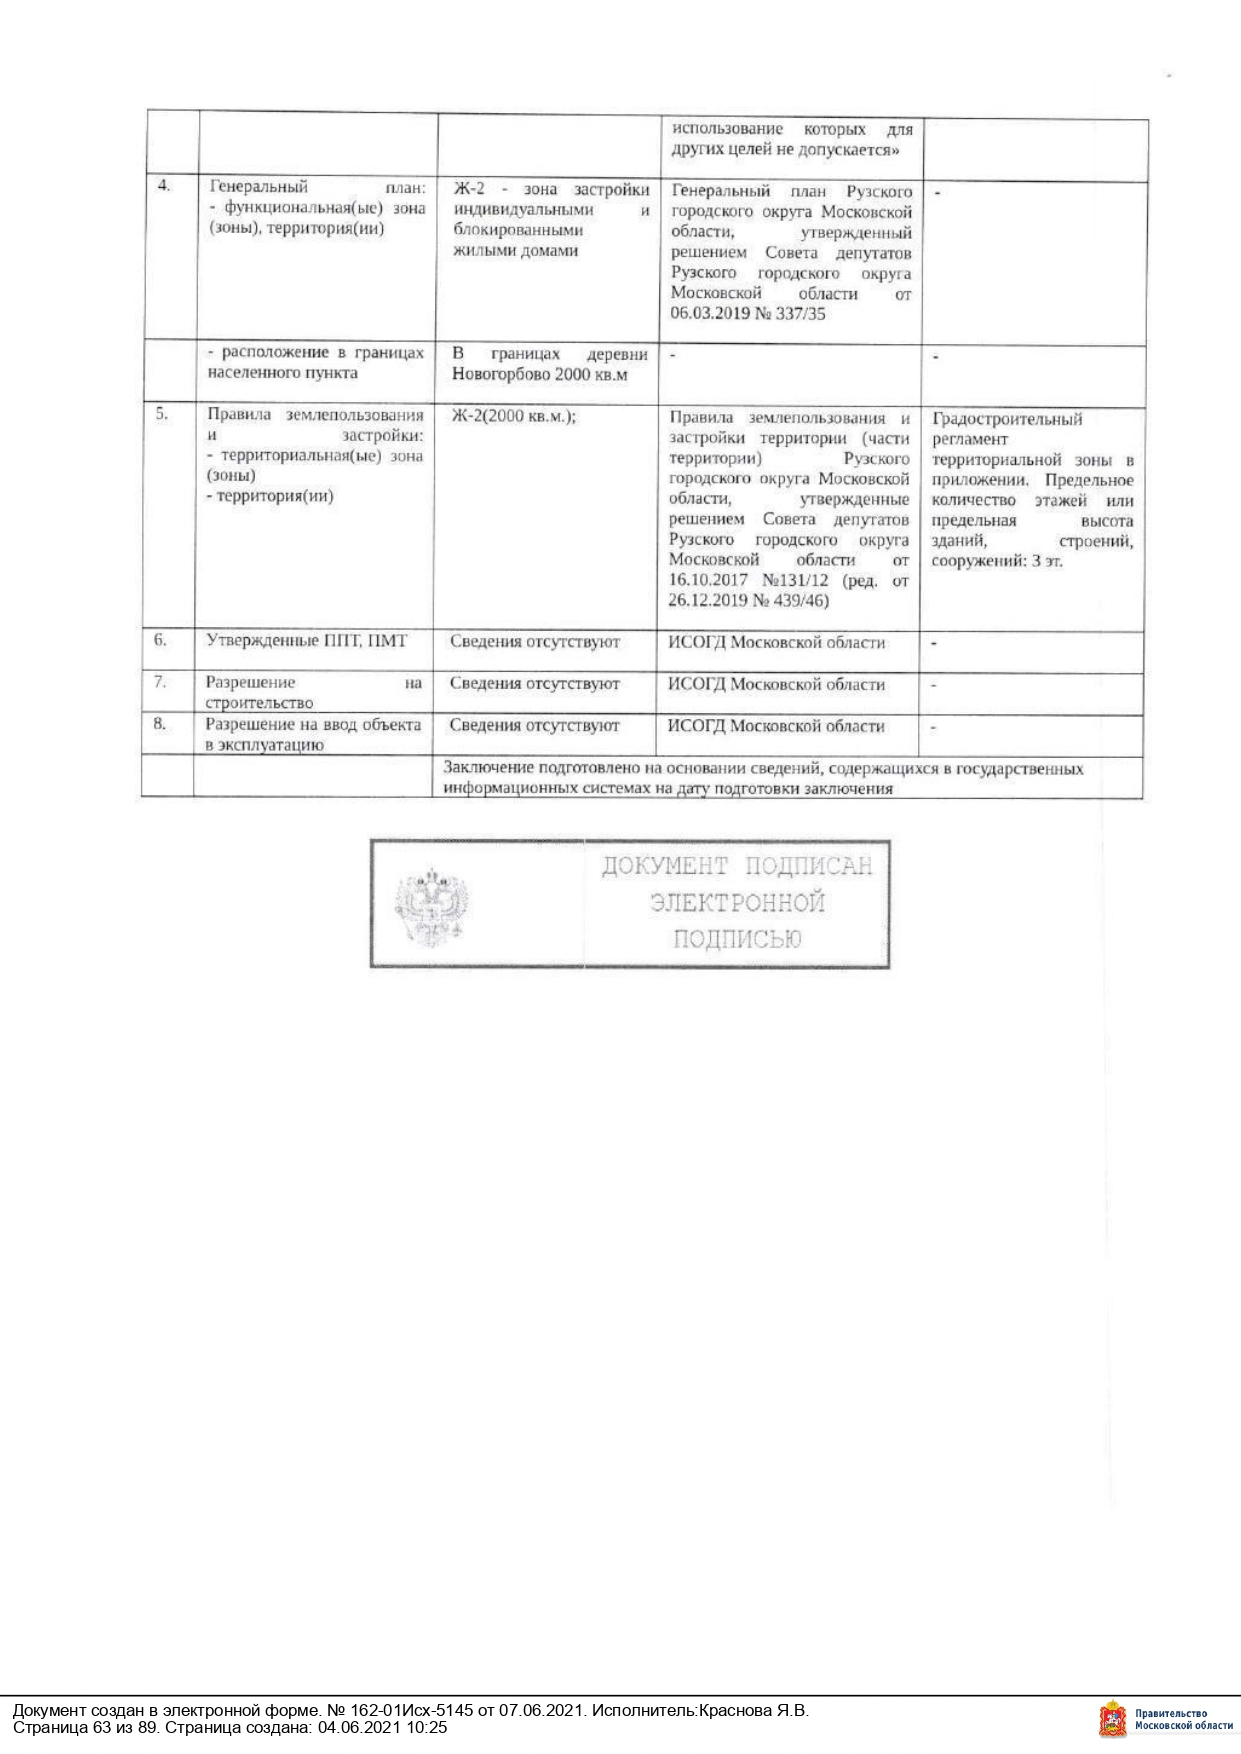 использование которых для
других целей не допускается»
4.
Генеральный план:
- функциональная(ые) зона
(зоны), территория(ии)
Ж-2 - зона застройки
индивидуальными и
блокированными
жилыми домами
Генеральный план Рузского
городского округа Московской
области, утвержденный
решением Совета депутатов
Рузского городского округа
Московской области от
06.03.2019 № 337/35
-
- расположение в границах
населенного пункта
В границах деревни
Новогорбово 2000 кв.м
-
-
5.
Правила землепользования
и застройки:
- территориальная(ые) зона
(зоны)
- территория(ии)
Ж-2(2000 кв.м.);
Правила землепользования и
застройки территории (части
территории) Рузского
городского округа Московской
области, утвержденные
решением Совета депутатов
Рузского городского округа
Московской области от
16.10.2017 №131/12 (ред. от
26.12.2019 № 439/46)
Градостроительный
регламент
территориальной зоны в
приложении. Предельное
количество этажей или
предельная высота
зданий, строений,
сооружений: 3 эт.
6.
Утвержденные ППТ, ПМТ
Сведения отсутствуют
ИСОГД Московской области
-
7.
Разрешение на
строительство
Сведения отсутствуют
ИСОГД Московской области
-
8.
Разрешение на ввод объекта
в эксплуатацию
Сведения отсутствуют
ИСОГД Московской области
-
Заключение подготовлено на основании сведений, содержащихся в государственных
информационных системах на дату подготовки заключения
ДОКУМЕНТ ПОДПИСАН
ЭЛЕКТРОННОЙ
ПОДПИСЬЮ
Документ создан в электронной форме. № 162-01Исх-5145 от 07.06.2021. Исполнитель:Краснова Я.В.
Страница 63 из 89. Страница создана: 04.06.2021 10:25
Правительство
Московской области